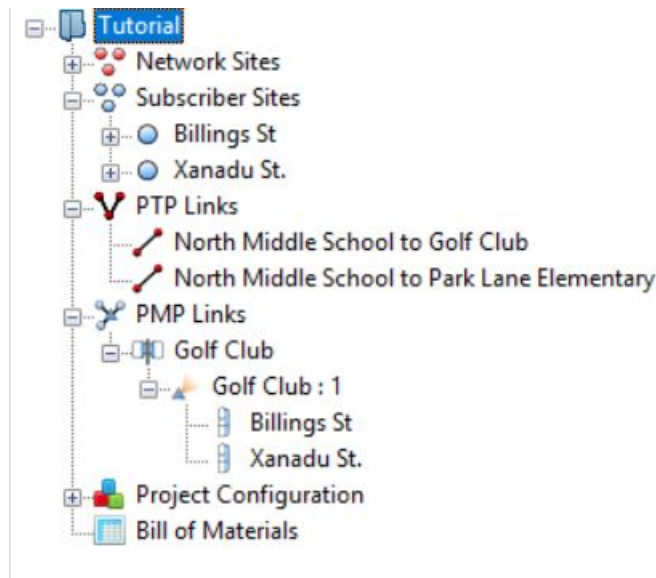 Tutorial
Network Sites
Subscriber Sites
Billings St
Xanadu St.
PTP Links
North Middle School to Golf Club
North Middle School to Park Lane Elementary
PMP Links
Golf Club
Golf Club : 1
Billings St
Xanadu St.
Project Configuration
Bill of Materials